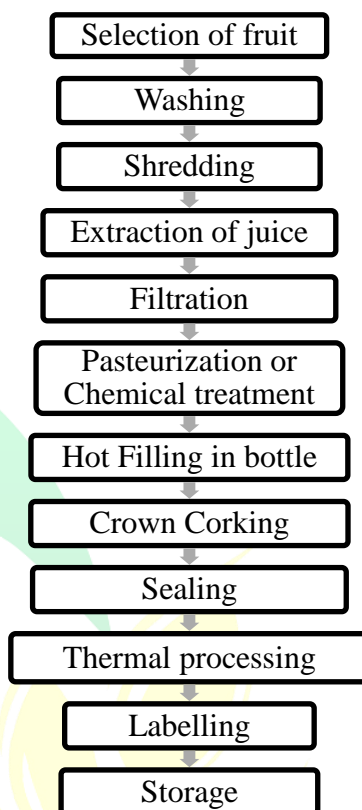 Selection of fruit
Washing
Shredding
Extraction of juice
Filtration
Pasteurization or
Chemical treatment
Hot Filling in bottle
Crown Corking
Sealing
Thermal processing
Labelling
Storage